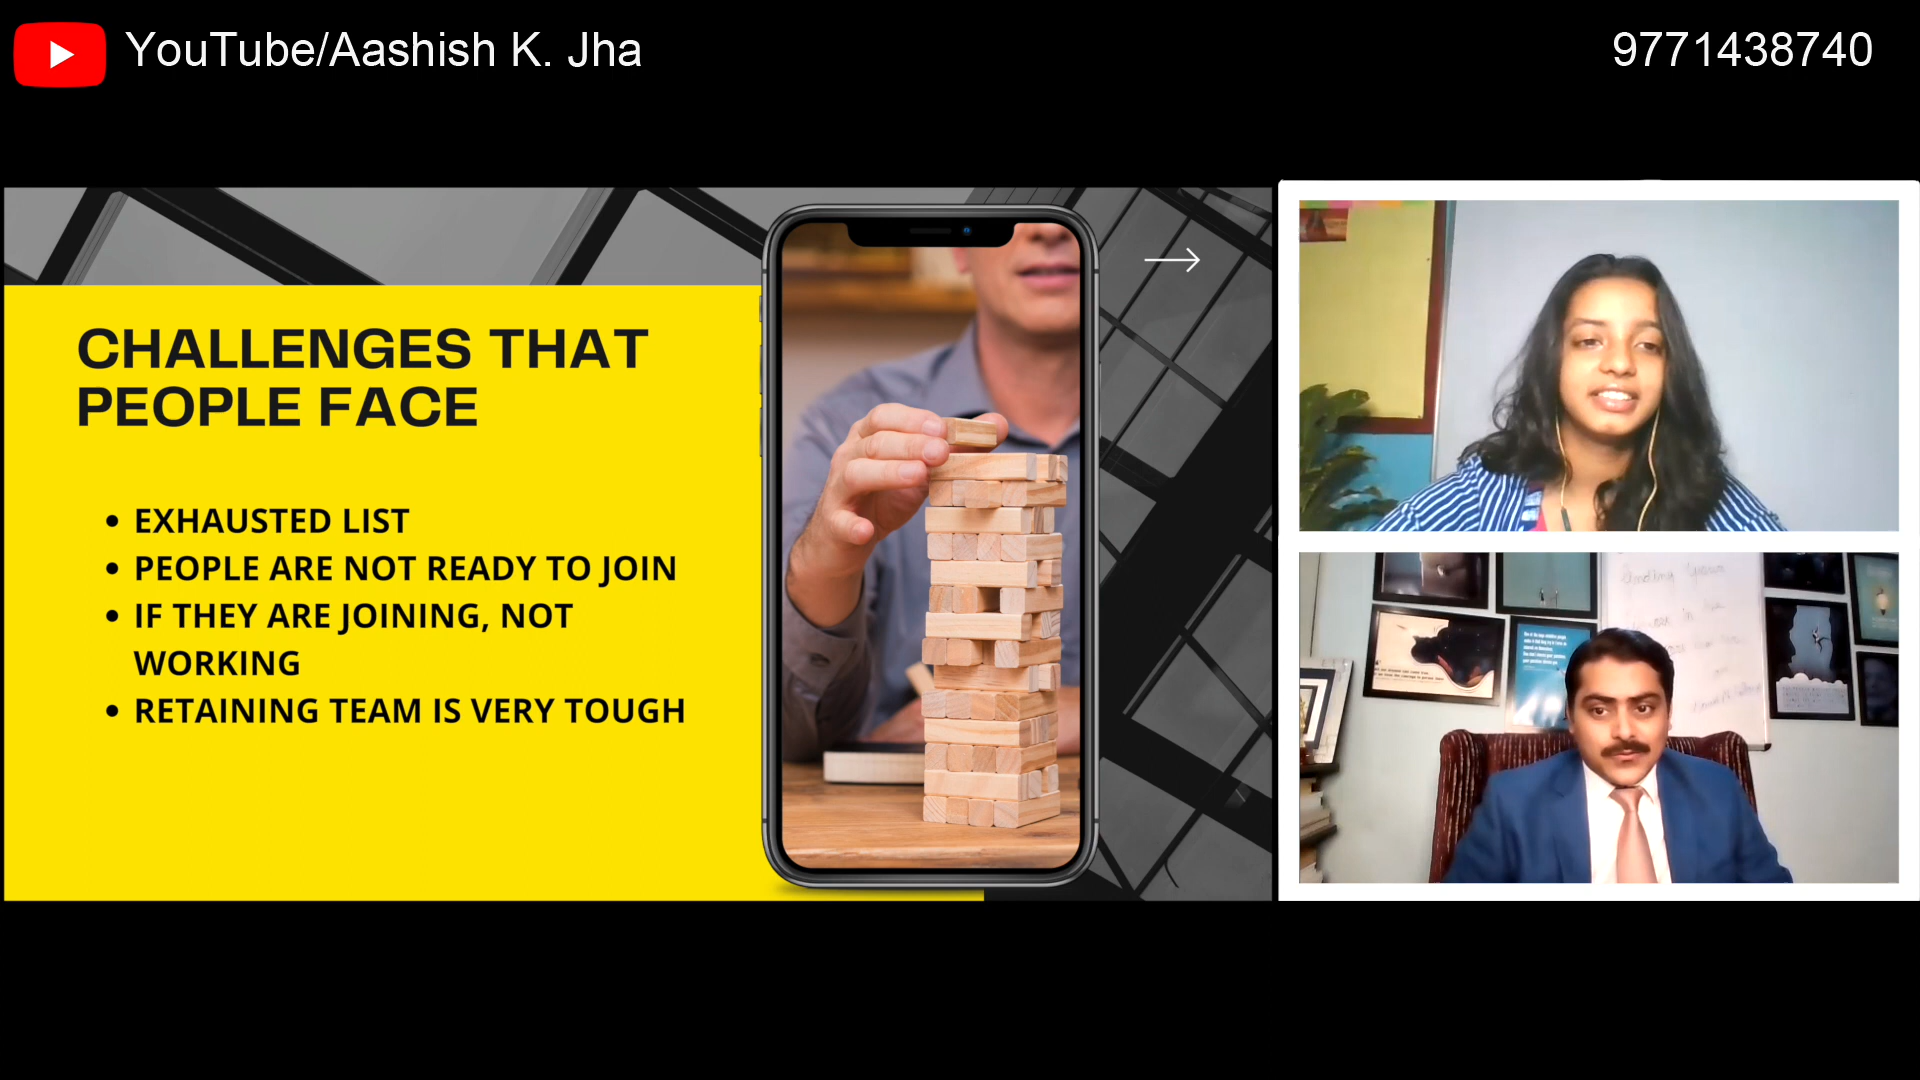 YouTube/Aashish K. Jha
9771438740
CHALLENGES THAT
PEOPLE FACE
• EXHAUSTED LIST
• PEOPLE ARE NOT READY TO JOIN
• IF THEY ARE JOINING, NOT
WORKING
• RETAINING TEAM IS VERY TOUGH